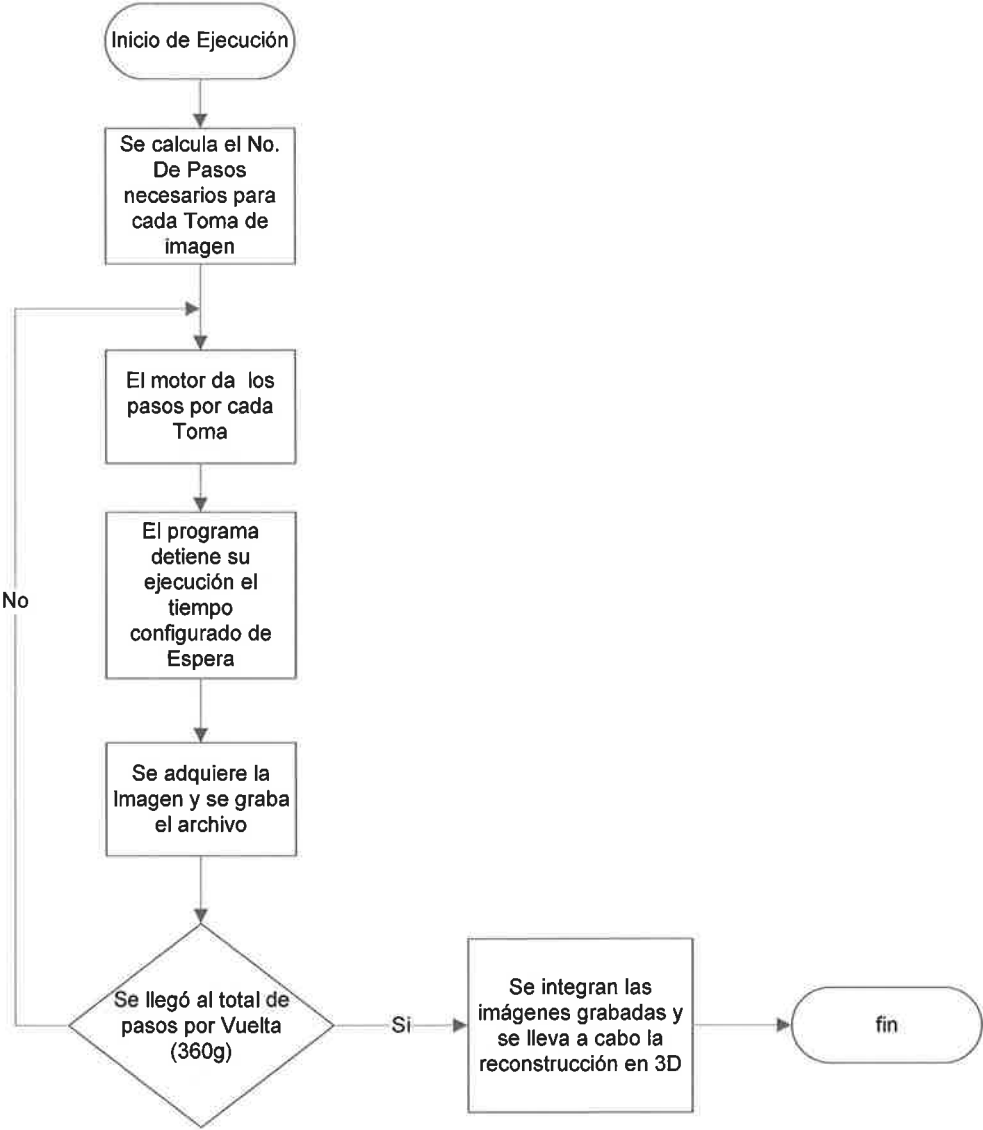 Inicio de Ejecución
Se calcula el No.
De Pasos
necesarios para
cada Toma de
imagen
El motor da los
pasos por cada
Toma
El programa
detiene su
ejecución el
tiempo
configurado de
Espera
No
Se adquiere la
Imagen y se graba
el archivo
Se llegó al total de
pasos por Vuelta
(360g)
Si
Se integran las
imágenes grabadas y
se lleva a cabo la
reconstrucción en 3D
fin